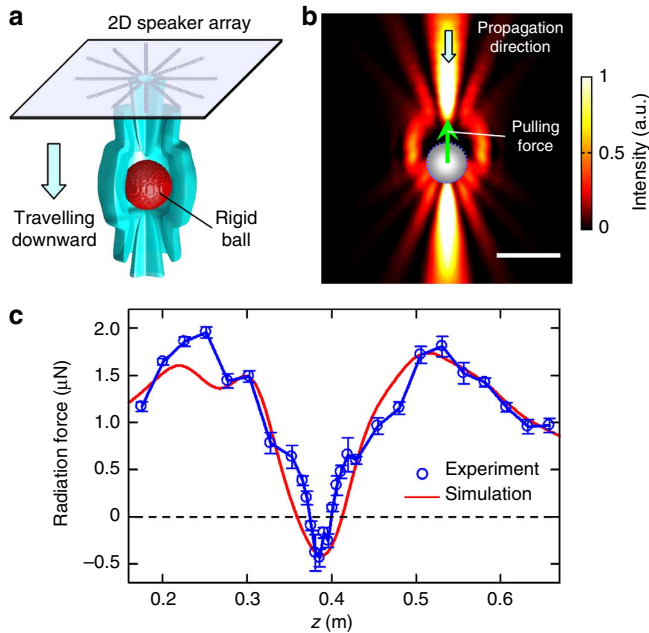 a
2D speaker array
Travelling
downward
Rigid
ball
b
Propagation
direction
Pulling
force
1
0.5
0
Intensity (a.u.)
c
2.0
1.5
1.0
0.5
0
–0.5
Radiation force (μN)
Experiment
Simulation
0.2
0.3
0.4
0.5
0.6
z (m)